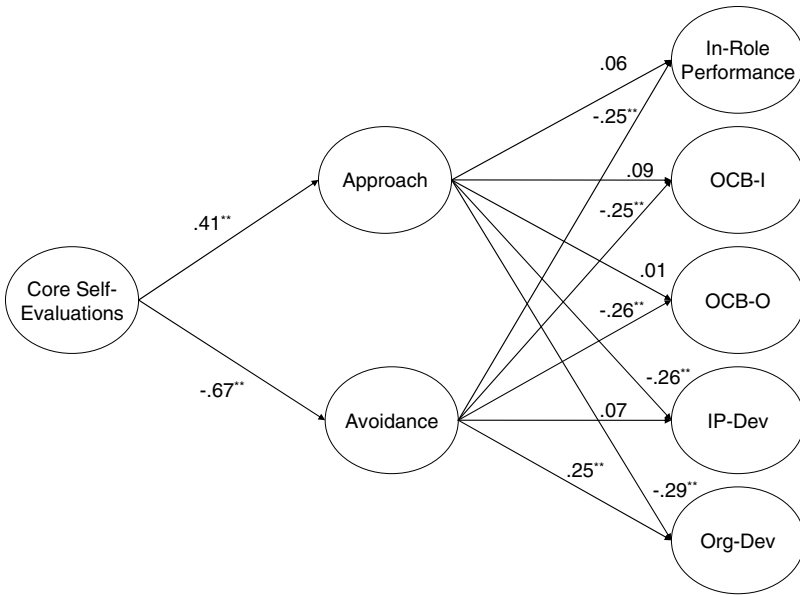 In-Role
Performance
.06
-.25**
Approach
.09
OCB-I
-.25**
.41**
Core Self-
Evaluations
.01
OCB-O
-.26**
-.67**
-.26**
Avoidance
.07
IP-Dev
.25**
-.29**
Org-Dev